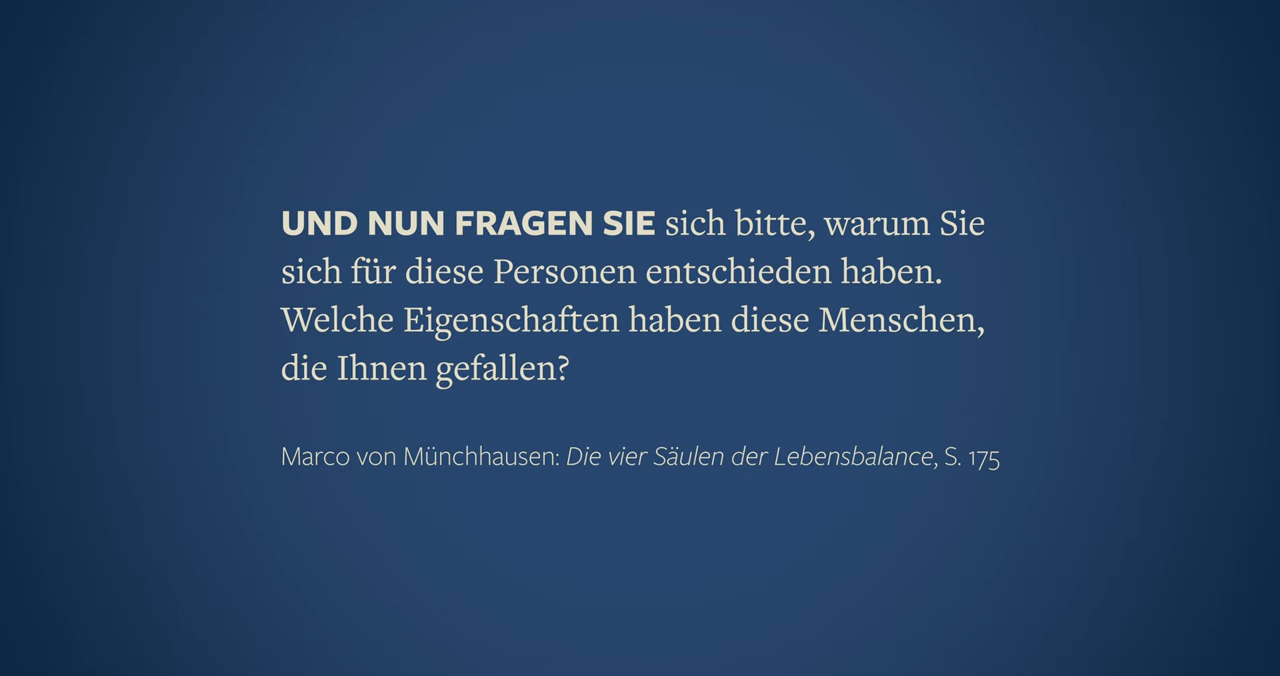 UND NUN FRAGEN SIE sich bitte, warum Sie
sich für diese Personen entschieden haben.
Welche Eigenschaften haben diese Menschen,
die Ihnen gefallen?
Marco von Münchhausen: Die vier Säulen der Lebensbalance, S. 175